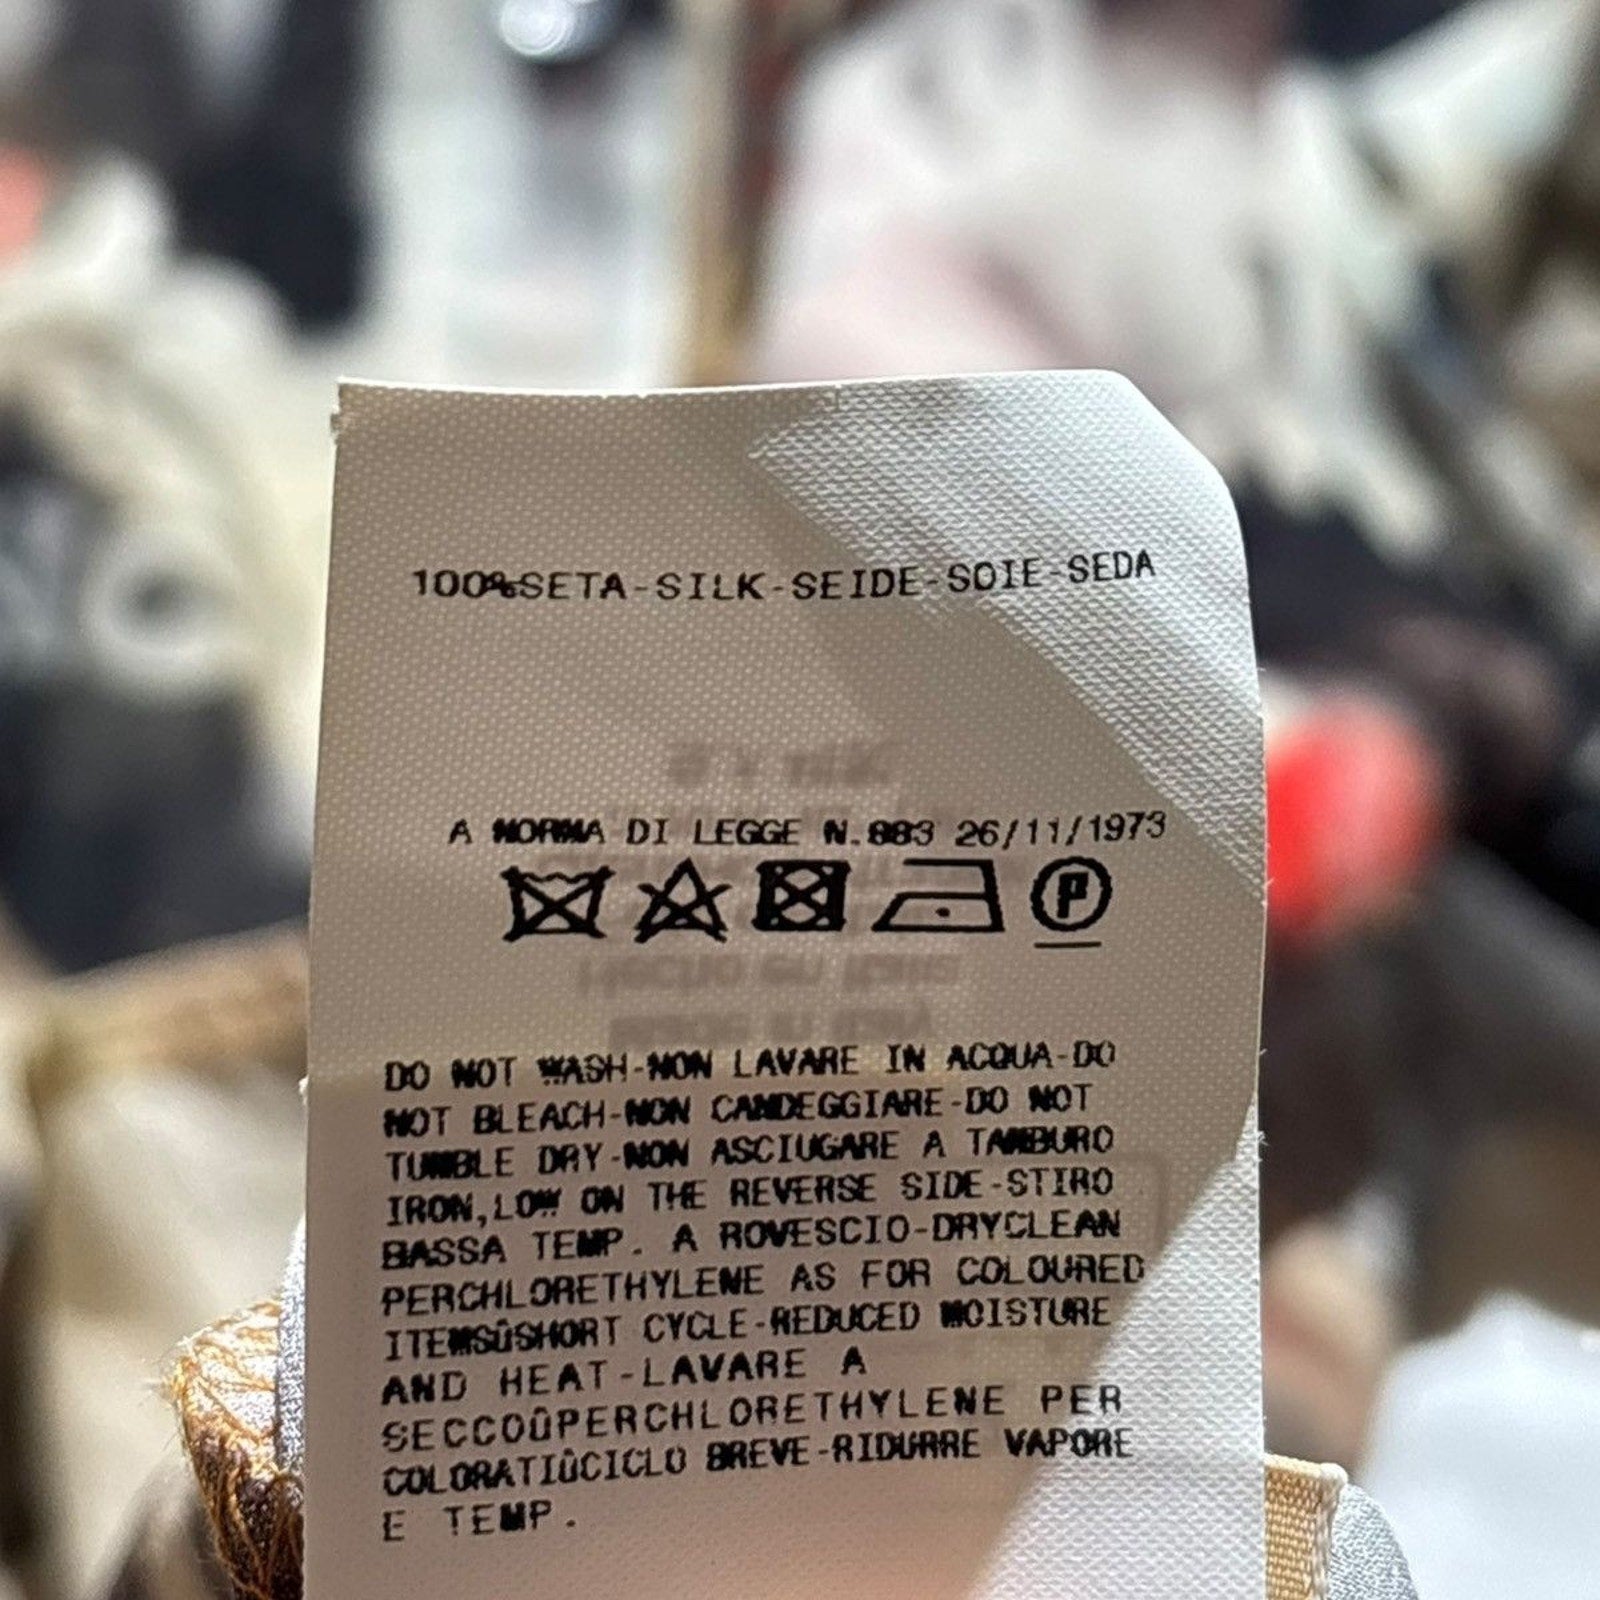 100%SETA-SILK-SEIDE-SOIE-SEDA
A NORMA DI LEGGE N.883 26/11/1973
P
DO NOT WASH-NON LAVARE IN ACQUA-DO
NOT BLEACH-NON CANDEGGIARE-DO NOT
TUMBLE DRY-NON ASCIUGARE A TAMBURO
IRON,LOW ON THE REVERSE SIDE-STIRO
BASSA TEMP. A ROVESCIO-DRYCLEAN
PERCHLORETHYLENE AS FOR COLOURED
ITEMSÛSHORT CYCLE-REDUCED MOISTURE
AND HEAT-LAVARE A
SECCOÛPERCHLORETHYLENE PER
COLORATIÛCICLO BREVE-RIDURRE VAPORE
E TEMP.